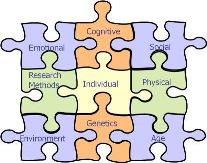 Cognitive
Emotional
Social
Research
Methods
Individual
Physical
Genetics
Environment
Age